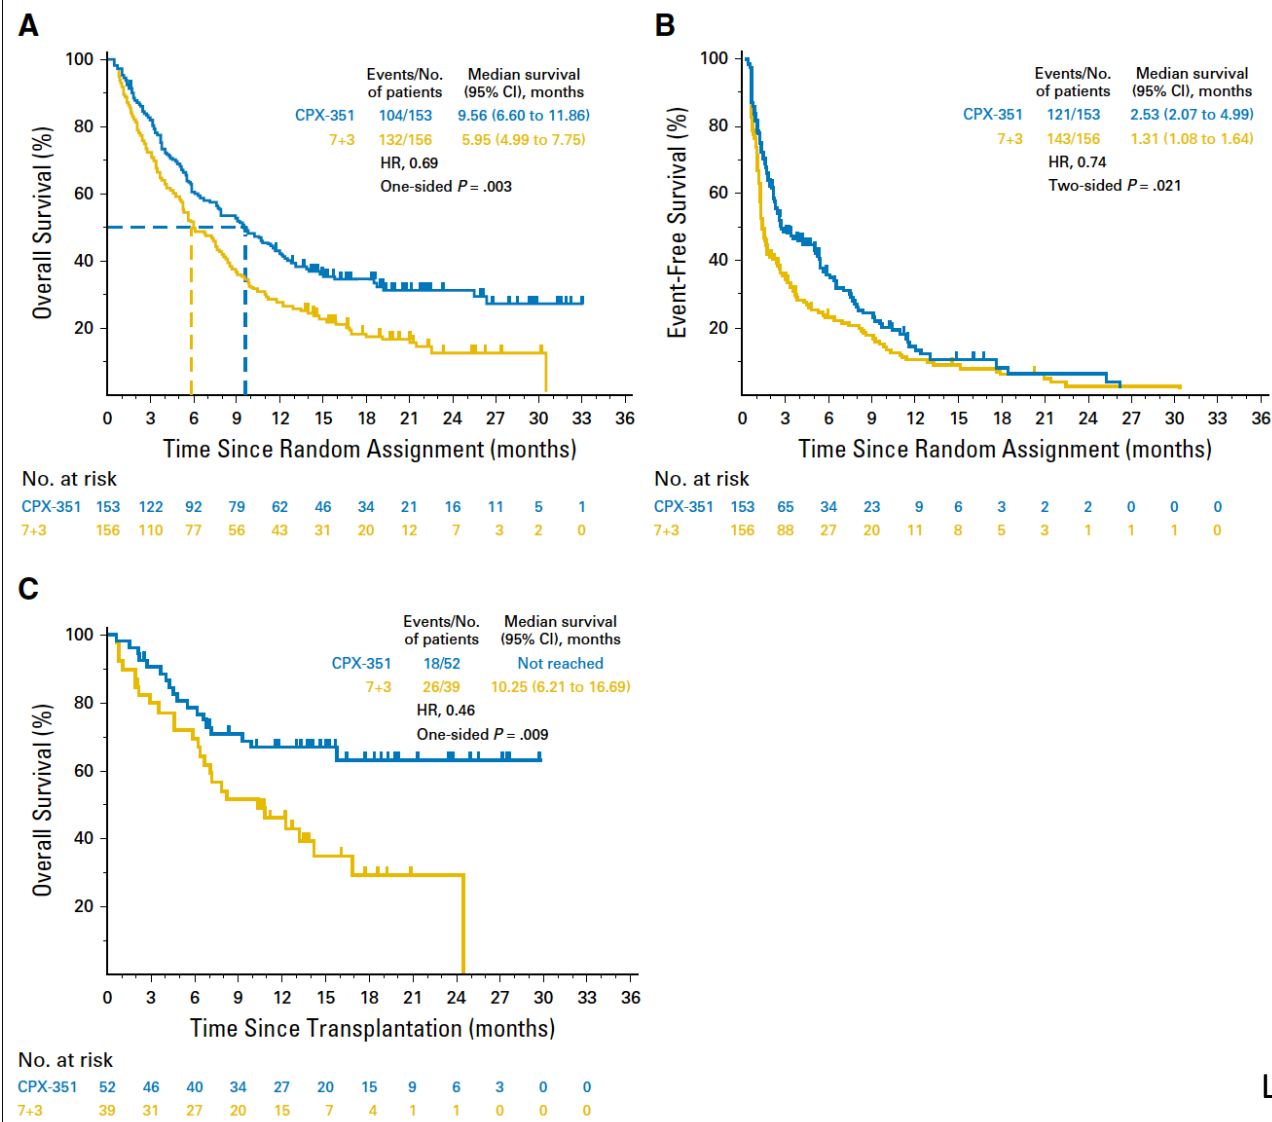 A
100
80
60
40
20
Overall Survival (%)
Events/No. of patients
Median survival (95% CI), months
CPX-351 104/153 9.56 (6.60 to 11.86)
7+3 132/156 5.95 (4.99 to 7.75)
HR, 0.69
One-sided P = .003
0 3 6 9 12 15 18 21 24 27 30 33 36
Time Since Random Assignment (months)
No. at risk
CPX-351 153 122 92 79 62 46 34 21 16 11 5 1
7+3 156 110 77 56 43 31 20 12 7 3 2 0
B
100
80
60
40
20
Event-Free Survival (%)
Events/No. of patients
Median survival (95% CI), months
CPX-351 121/153 2.53 (2.07 to 4.99)
7+3 143/156 1.31 (1.08 to 1.64)
HR, 0.74
Two-sided P = .021
0 3 6 9 12 15 18 21 24 27 30 33 36
Time Since Random Assignment (months)
No. at risk
CPX-351 153 65 34 23 9 6 3 2 2 0 0 0
7+3 156 88 27 20 11 8 5 3 1 1 1 0
C
100
80
60
40
20
Overall Survival (%)
Events/No. of patients
Median survival (95% CI), months
CPX-351 18/52 Not reached
7+3 26/39 10.25 (6.21 to 16.69)
HR, 0.46
One-sided P = .009
0 3 6 9 12 15 18 21 24 27 30 33 36
Time Since Transplantation (months)
No. at risk
CPX-351 52 46 40 34 27 20 15 9 6 3 0 0
7+3 39 31 27 20 15 7 4 1 1 0 0 0
L